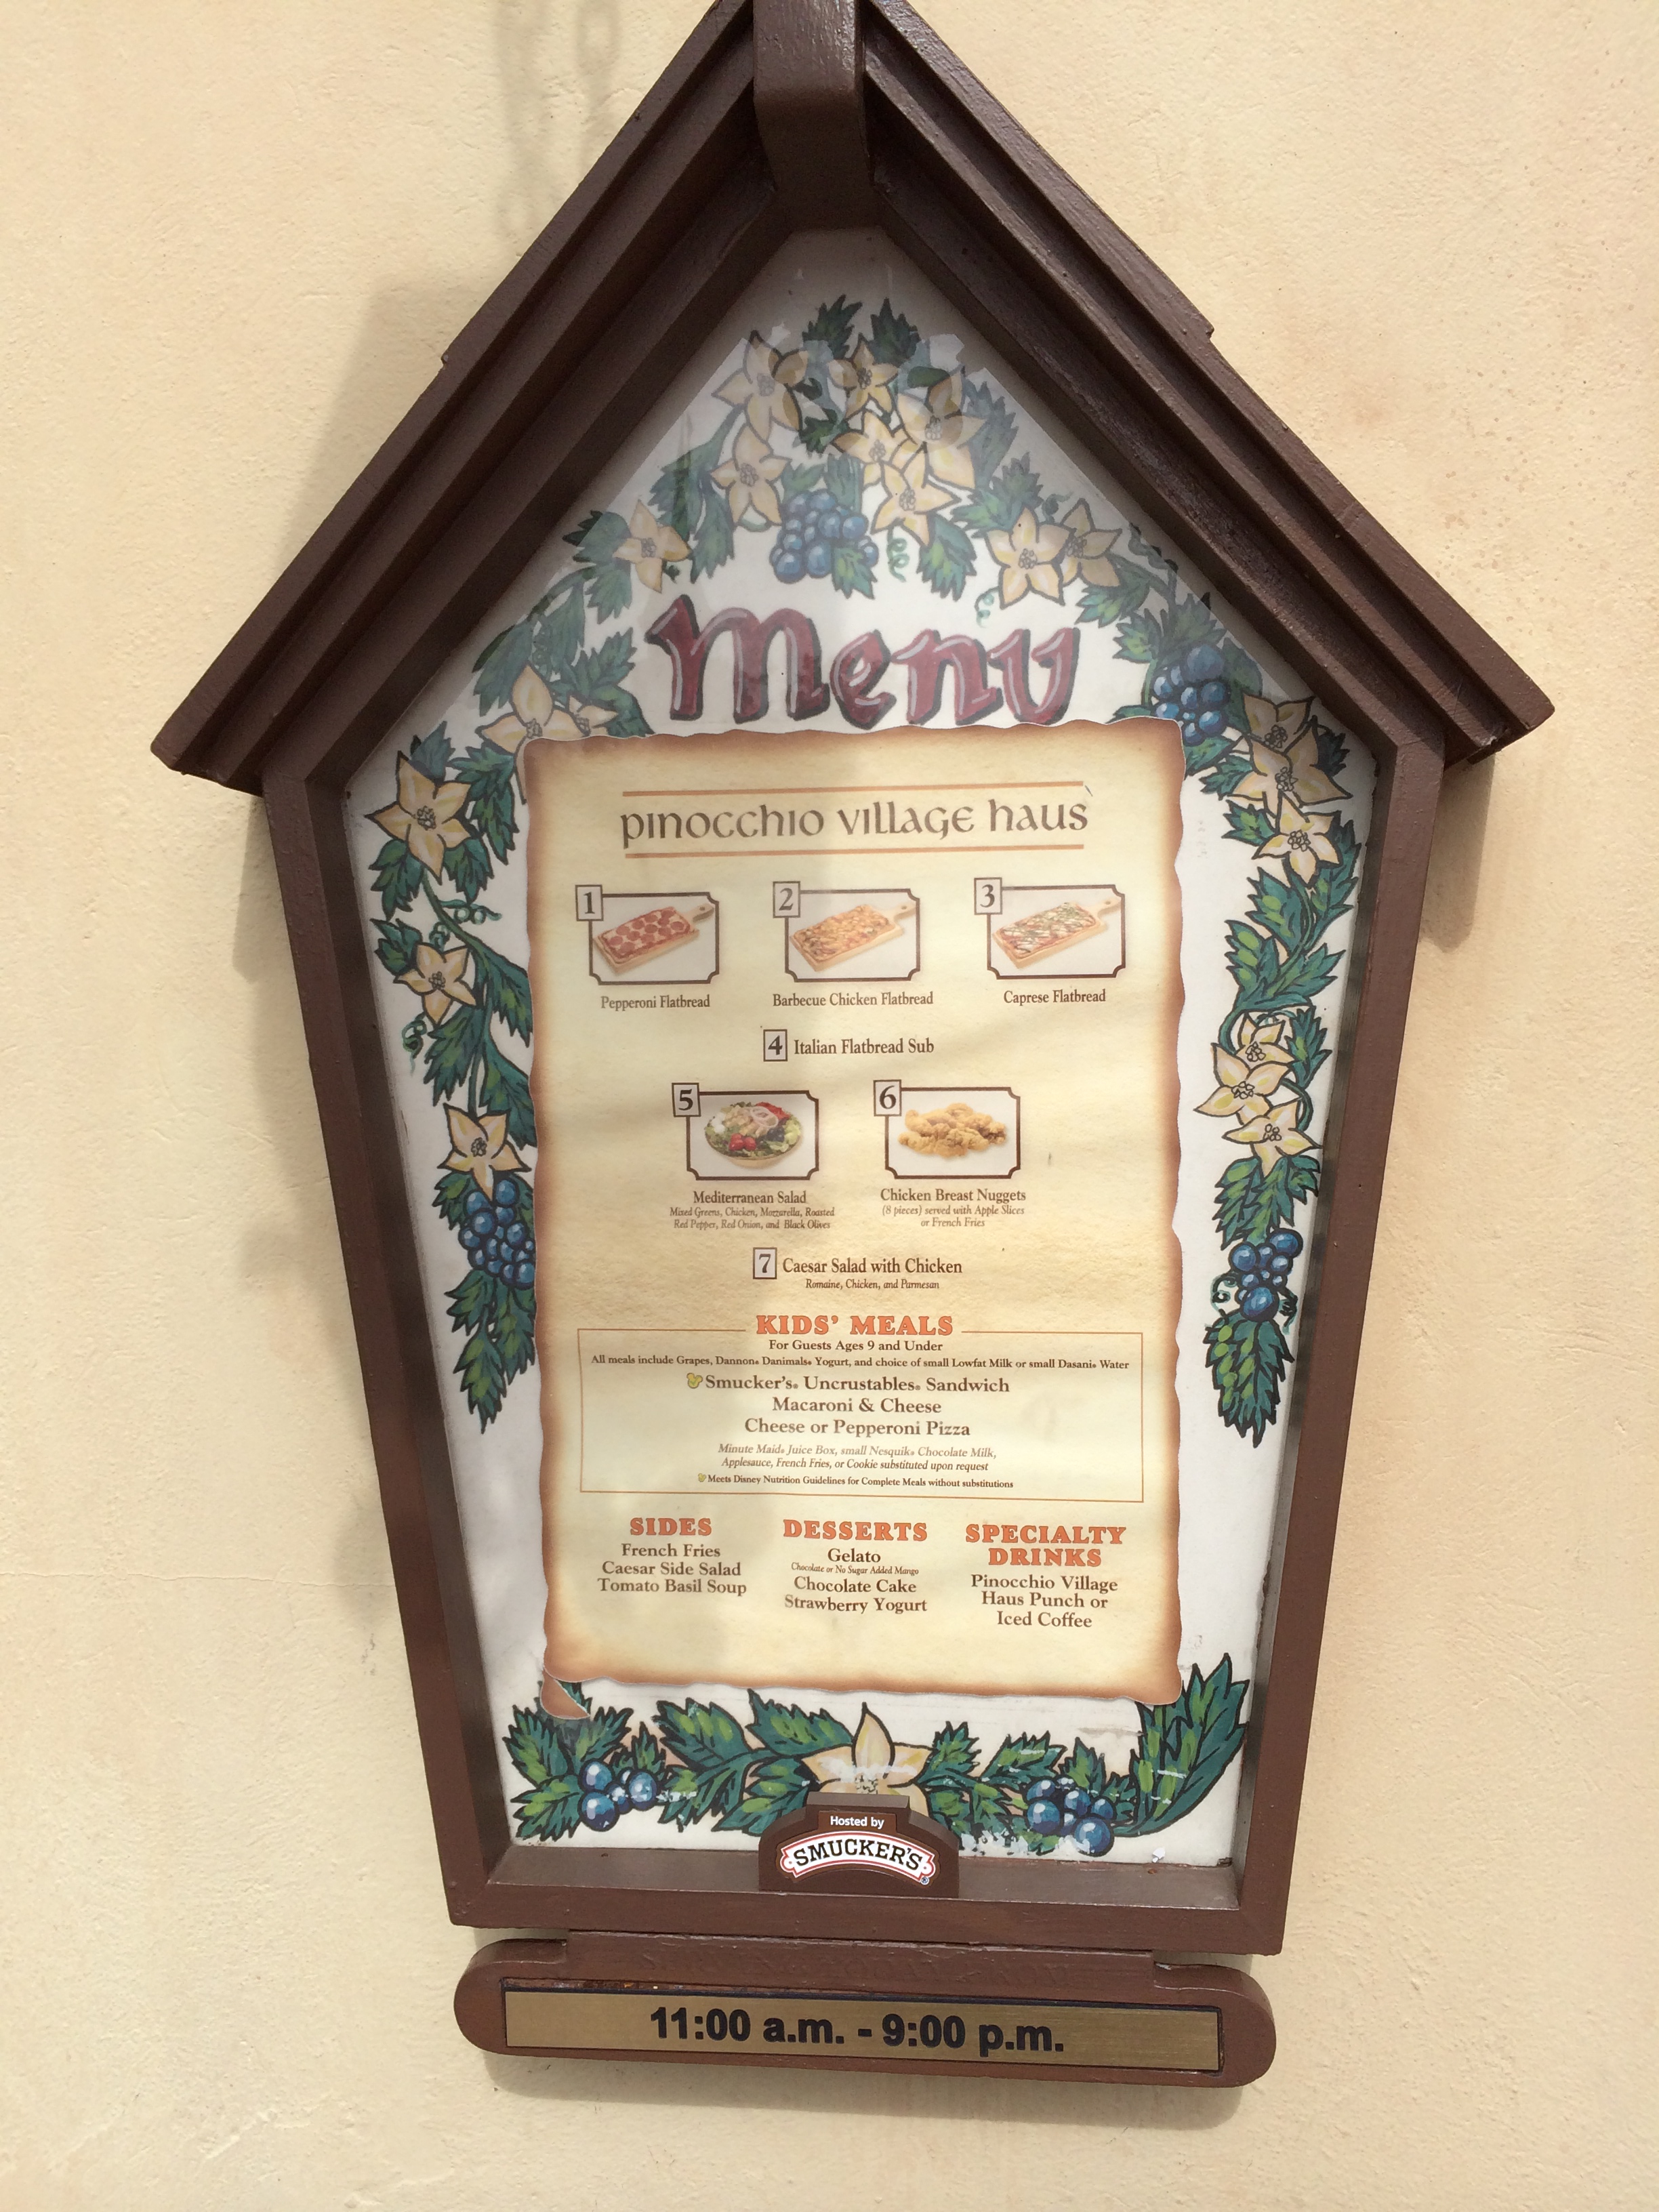 Menu
pinocchio village haus
1
2
3
Pepperoni Flatbread
Barbecue Chicken Flatbread
Caprese Flatbread
4 Italian Flatbread Sub
5
6
Mediterranean Salad
Mixed Greens, Chicken, Mozzarella, Roasted
Red Pepper, Red Onion, and Black Olives
Chicken Breast Nuggets
(8 pieces) served with Apple Slices
or French Fries
7 Caesar Salad with Chicken
Romaine, Chicken, and Parmesan
KIDS' MEALS
For Guests Ages 9 and Under
All meals include Grapes, Dannon® Danimals® Yogurt, and choice of small Lowfat Milk or small Dasani® Water
Smucker's® Uncrustables® Sandwich
Macaroni & Cheese
Cheese or Pepperoni Pizza
Minute Maid® Juice Box, small Nesquik® Chocolate Milk,
Applesauce, French Fries, or Cookie substituted upon request
Meets Disney Nutrition Guidelines for Complete Meals without substitutions
SIDES
French Fries
Caesar Side Salad
Tomato Basil Soup
DESSERTS
Gelato
Chocolate or No Sugar Added Mango
Chocolate Cake
Strawberry Yogurt
SPECIALTY
DRINKS
Pinocchio Village
Haus Punch or
Iced Coffee
Hosted by
SMUCKER'S®
11:00 a.m. - 9:00 p.m.